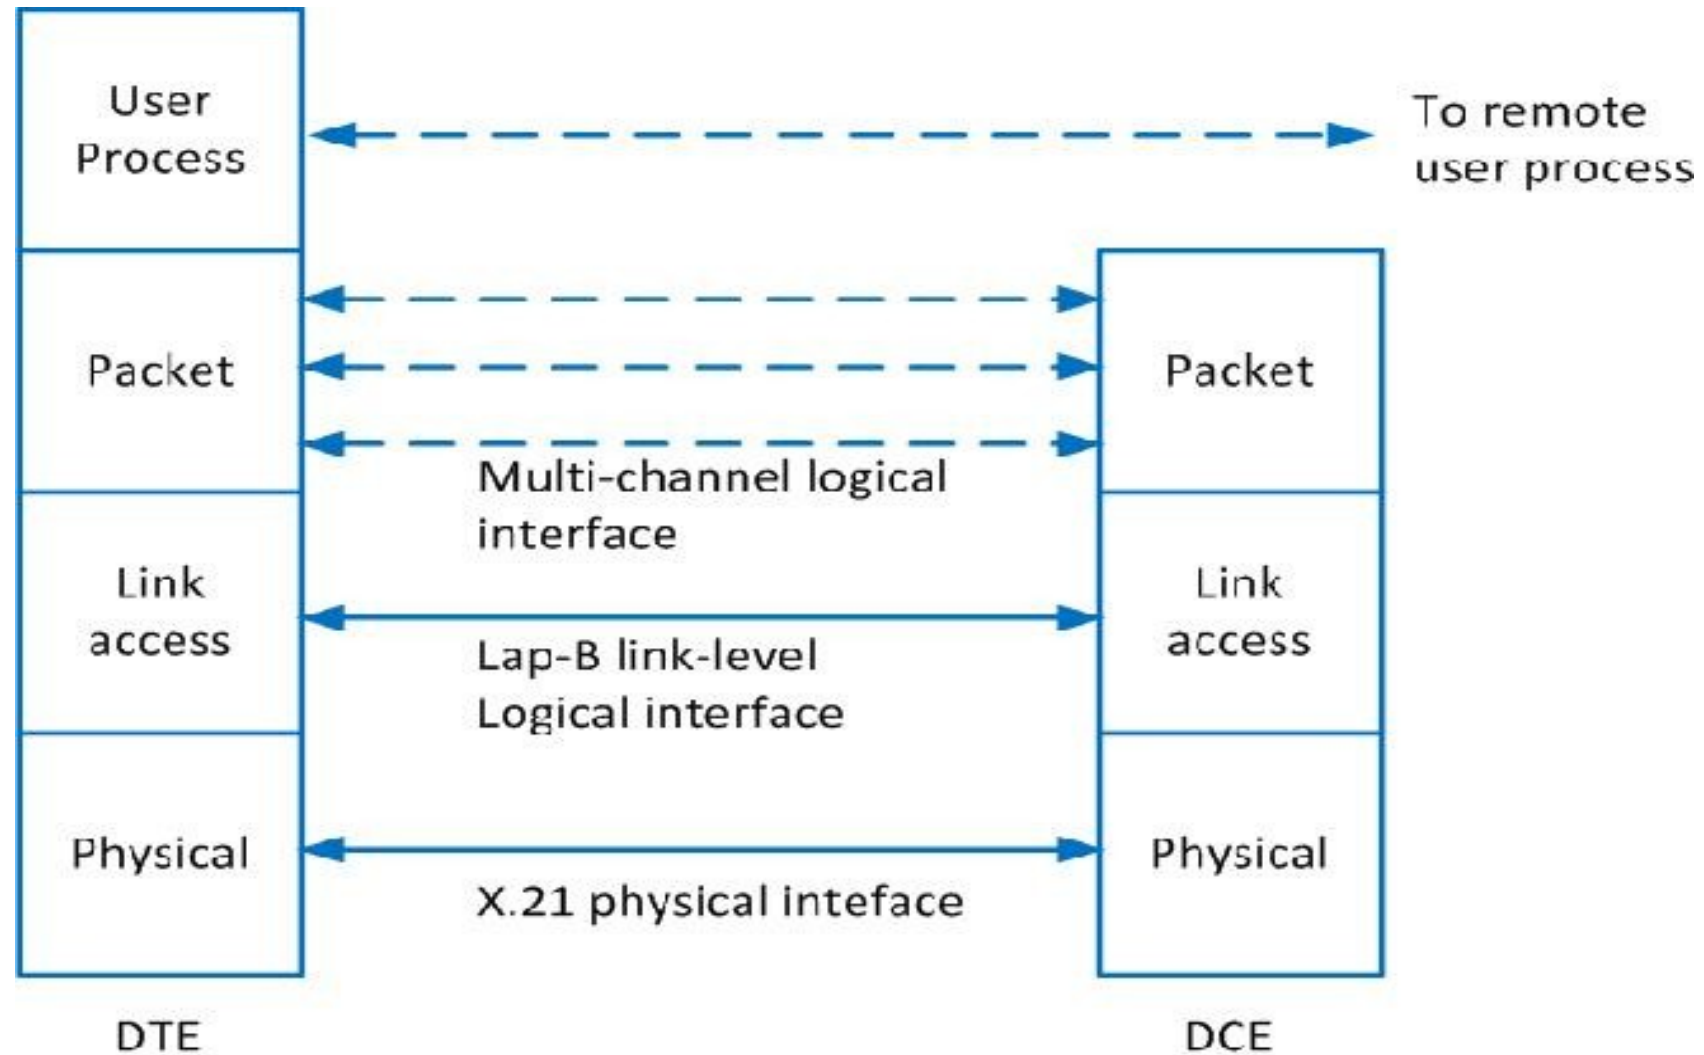 User
Process
To remote
user process
Packet
Packet
Multi-channel logical
interface
Link
access
Link
access
Lap-B link-level
Logical interface
Physical
Physical
X.21 physical inteface
DTE
DCE